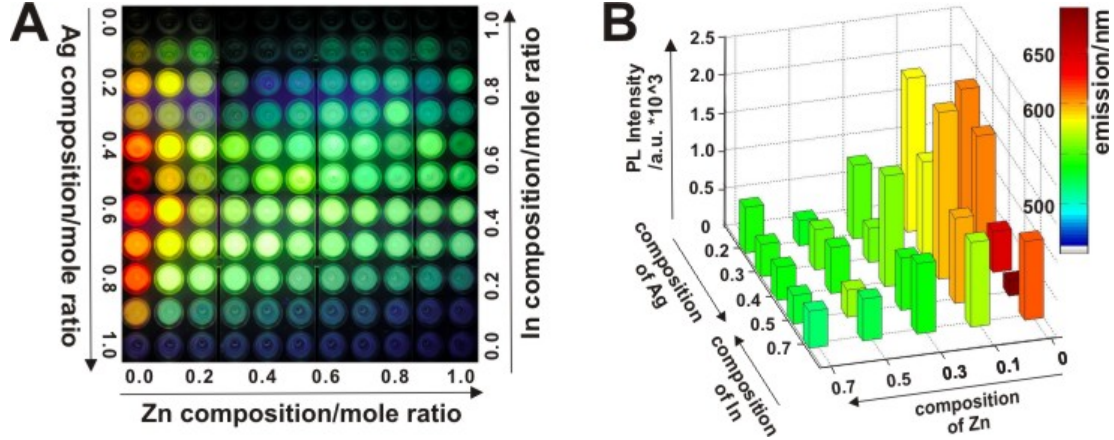 A
Ag composition/mole ratio
0.0
0.2
0.4
0.6
0.8
1.0
1.0
0.8
0.6
0.4
0.2
0.0
In composition/mole ratio
0.0 0.2 0.4 0.6 0.8 1.0
Zn composition/mole ratio
B
PL Intensity
/a.u. *10^3
2.5
2.0
1.5
1.0
0.5
0
0.2
0.3
0.4
0.5
0.7
composition
of Ag
composition
of In
0.7 0.5 0.3 0.1 0
composition
of Zn
650
600
500
emission/nm